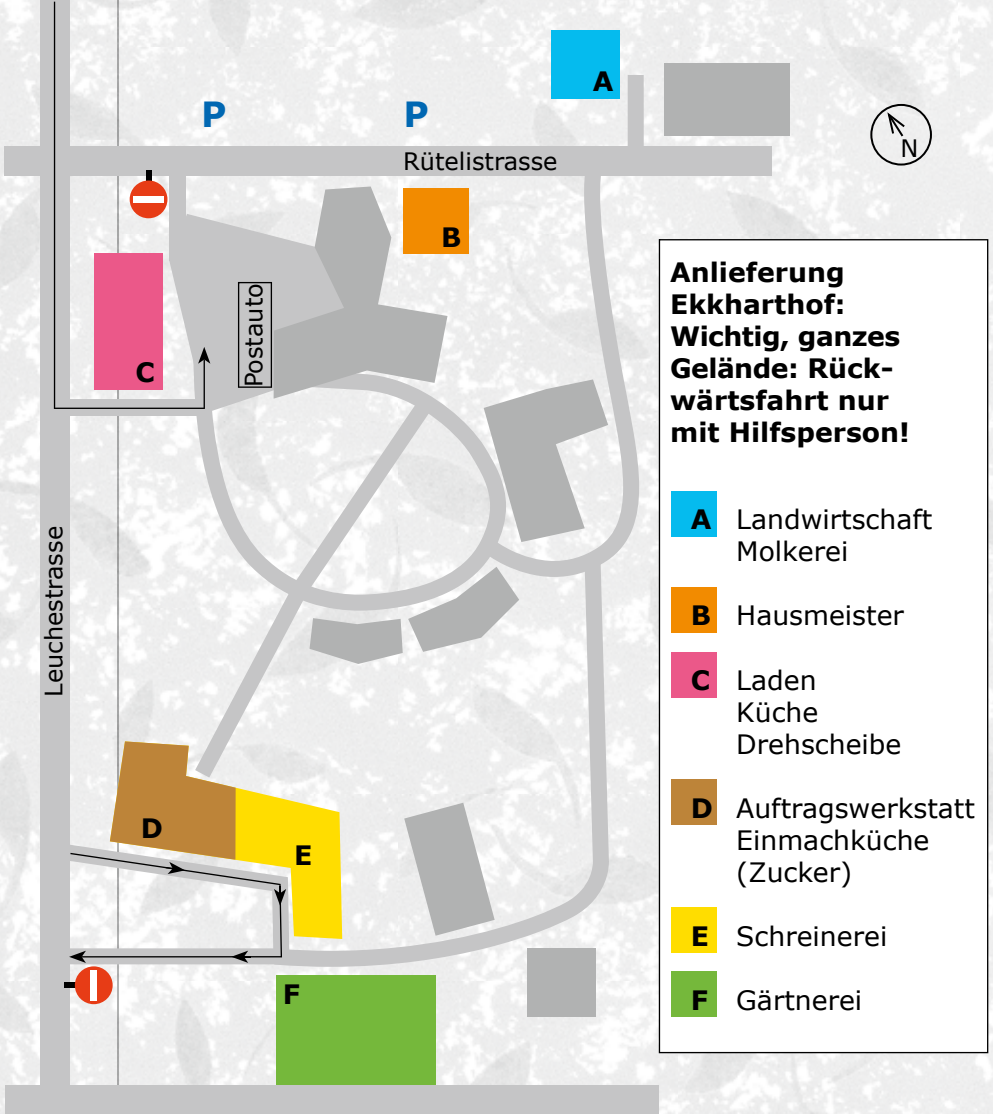 A
P
P
Rütelistrasse
N
B
C
Postauto
Leuchestrasse
D
E
F
Anlieferung
Ekkharthof:
Wichtig, ganzes
Gelände: Rück-
wärtsfahrt nur
mit Hilfsperson!
A Landwirtschaft
Molkerei
B Hausmeister
C Laden
Küche
Drehscheibe
D Auftragswerkstatt
Einmachküche
(Zucker)
E Schreinerei
F Gärtnerei